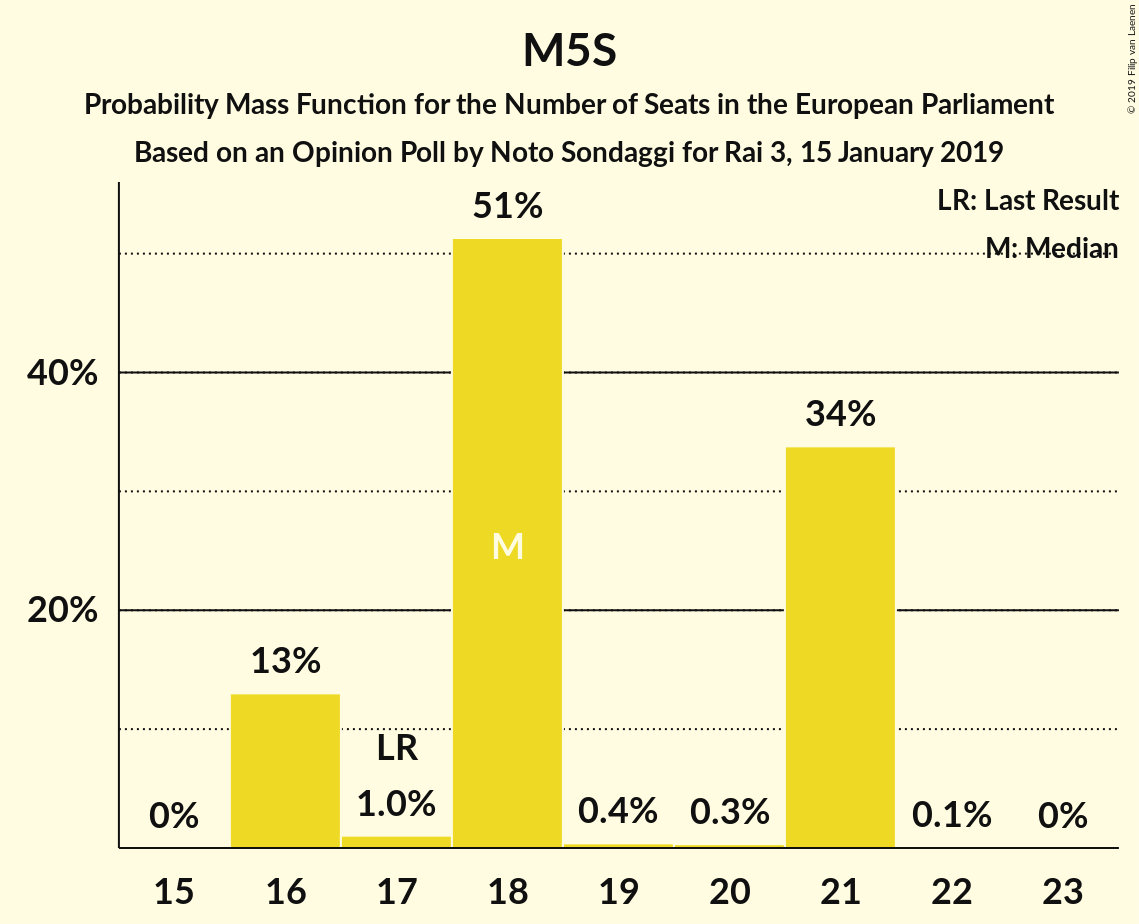 M5S
Probability Mass Function for the Number of Seats in the European Parliament
Based on an Opinion Poll by Noto Sondaggi for Rai 3, 15 January 2019
© 2019 Filip van Laenen
LR: Last Result
M: Median
51%
40%
34%
M
20%
13%
LR
0%
1.0%
0.4%
0.3%
0.1%
0%
15 16 17 18 19 20 21 22 23